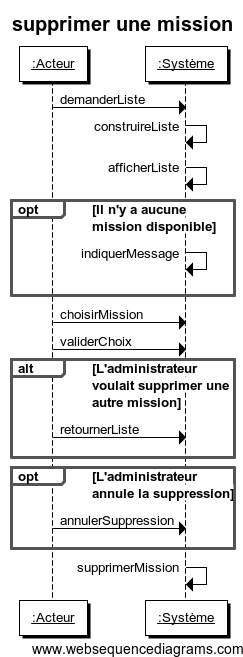 supprimer une mission
:Acteur :Système
demanderListe
construireListe
afficherListe
opt [Il n'y a aucune
mission disponible]
indiquerMessage
choisirMission
validerChoix
alt [L'administrateur
voulait supprimer une
autre mission]
retournerListe
opt [L'administrateur
annule la suppression]
annulerSuppression
supprimerMission
:Acteur :Système
www.websequencediagrams.com